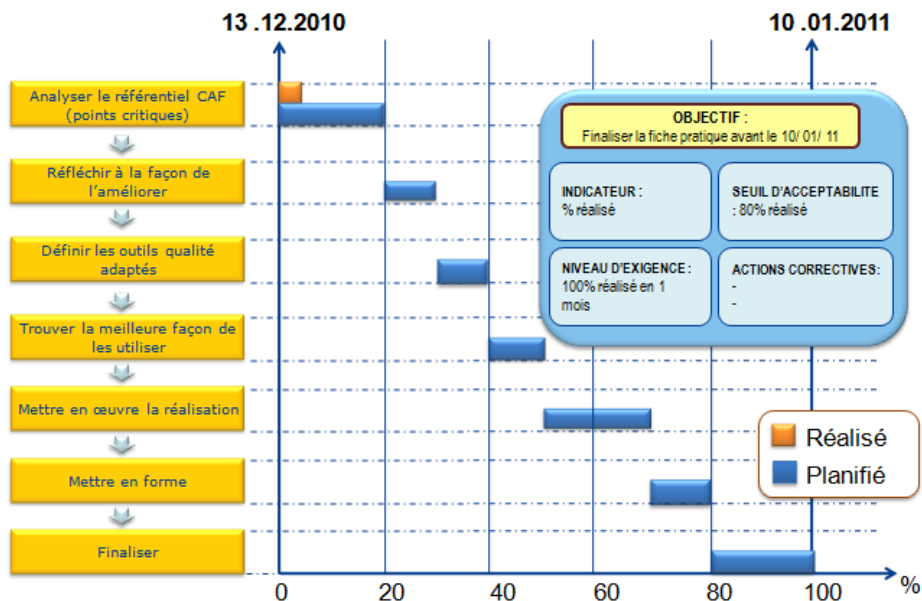 13 .12.2010
10 .01.2011
Analyser le référentiel CAF
(points critiques)
Réfléchir à la façon de
l'améliorer
Définir les outils qualité
adaptés
Trouver la meilleure façon de
les utiliser
Mettre en œuvre la réalisation
Mettre en forme
Finaliser
OBJECTIF :
Finaliser la fiche pratique avant le 10/ 01/ 11
INDICATEUR :
% réalisé
SEUIL D'ACCEPTABILITE
: 80% réalisé
NIVEAU D'EXIGENCE :
100% réalisé en 1
mois
ACTIONS CORRECTIVES:
-
-
Réalisé
Planifié
0 20 40 60 80 100 %